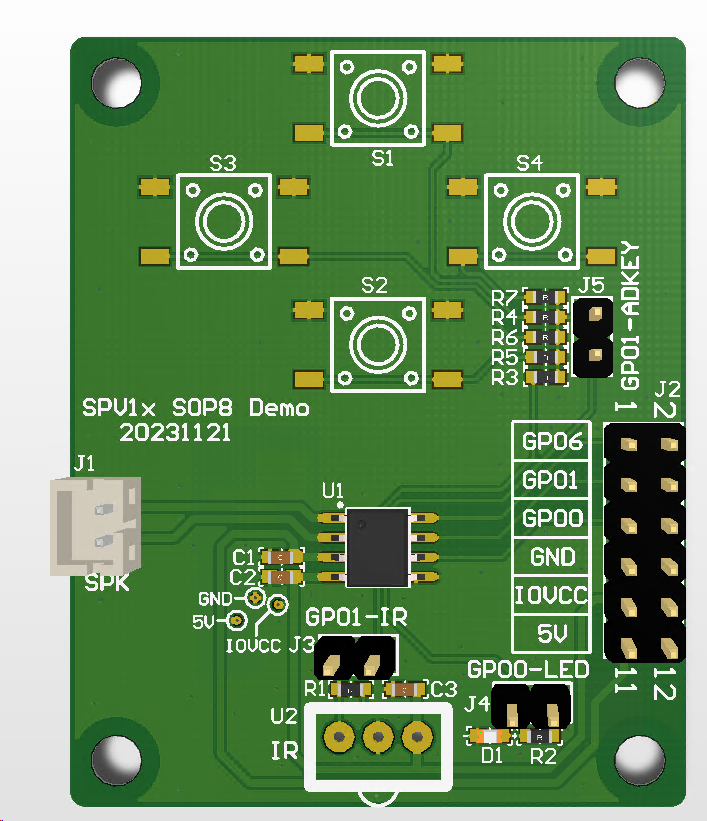 S1
S3
S4
S2
J5
R7
R4
R6
R5
R3
GPO1-ADKEY
J2
1
2
SPV1x SOP8 Demo
20231121
GPO6
GPO1
GPO0
GND
IOVCC
5V
J1
SPK
U1
C1
C2
GND
5V
IOVCC
GPO1-IR
J3
GPO0-LED
11
12
R1
C3
J4
U2
IR
D1
R2